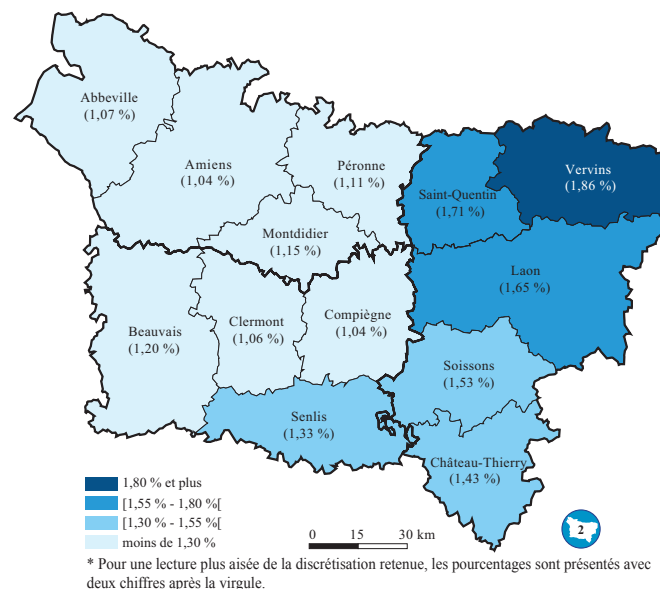 Abbeville
(1,07 %)
Amiens
(1,04 %)
Péronne
(1,11 %)
Vervins
(1,86 %)
Saint-Quentin
(1,71 %)
Montdidier
(1,15 %)
Laon
(1,65 %)
Beauvais
(1,20 %)
Clermont
(1,06 %)
Compiègne
(1,04 %)
Soissons
(1,53 %)
Senlis
(1,33 %)
Château-Thierry
(1,43 %)
1,80 % et plus
[1,55 % - 1,80 %[
[1,30 % - 1,55 %[
moins de 1,30 %
0 15 30 km
2
* Pour une lecture plus aisée de la discrétisation retenue, les pourcentages sont présentés avec
deux chiffres après la virgule.